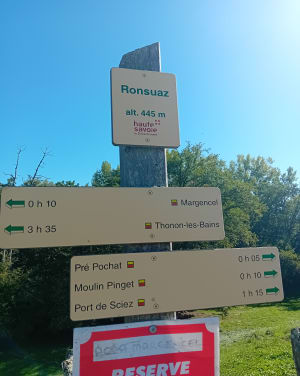 Ronsuaz
alt. 445 m
haute
savoie
0 h 10 Margencel
3 h 35 Thonon-les-Bains
Pré Pochat 0 h 05
Moulin Pinget 0 h 10
Port de Sciez 1 h 15
RESERVE